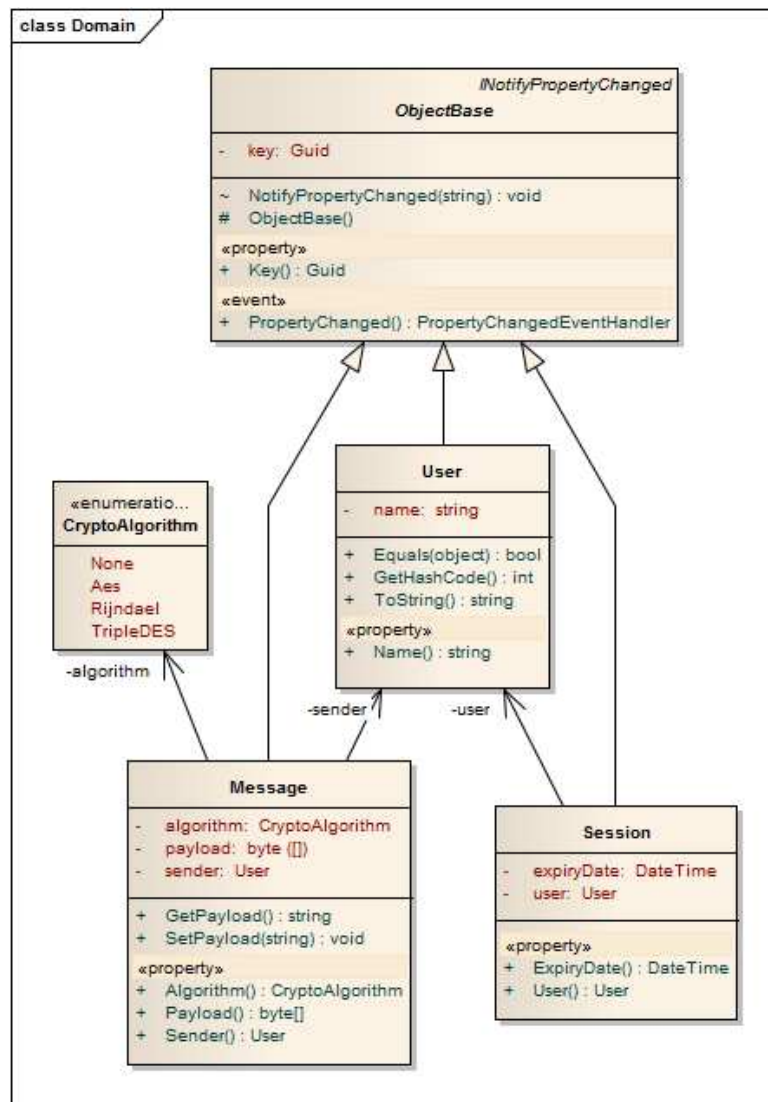 class Domain
INotifyPropertyChanged
ObjectBase
- key: Guid
~ NotifyPropertyChanged(string) : void
# ObjectBase()
«property»
+ Key() : Guid
«event»
+ PropertyChanged() : PropertyChangedEventHandler
«enumeratio...
CryptoAlgorithm
None
Aes
Rijndael
TripleDES
User
- name: string
+ Equals(object) : bool
+ GetHashCode() : int
+ ToString() : string
«property»
+ Name() : string
-algorithm
-sender
-user
Message
- algorithm: CryptoAlgorithm
- payload: byte ([])
- sender: User
+ GetPayload() : string
+ SetPayload(string) : void
«property»
+ Algorithm() : CryptoAlgorithm
+ Payload() : byte[]
+ Sender() : User
Session
- expiryDate: DateTime
- user: User
«property»
+ ExpiryDate() : DateTime
+ User() : User